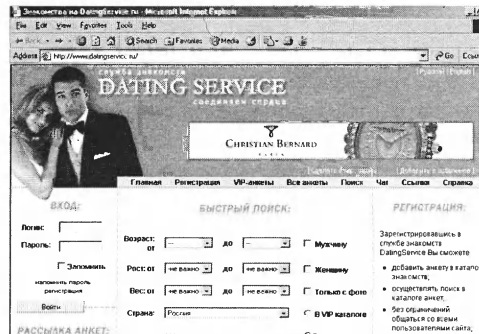 Знакомства на DatingService.ru - Microsoft Internet Explorer
File Edit View Favorites Tools Help
Search Favorites Media
Address http://www.datingservice.ru/ Go
служба знакомств
DATING SERVICE
соединяем сердца
CHRISTIAN BERNARD
PARIS
Главная Регистрация VIP-анкеты Все анкеты Поиск Чат Ссылки Справка
ВХОД:
Логин:
Пароль:
Запомнить
напомнить пароль
регистрация
Войти
РАССЫЛКА АНКЕТ:
БЫСТРЫЙ ПОИСК:
Возраст: от -- до -- Мужчину
Рост: от не важно до не важно Женщину
Вес: от не важно до не важно Только с фото
Страна: Россия В VIP каталоге
РЕГИСТРАЦИЯ:
Зарегистрировавшись в
службе знакомств
DatingService Вы сможете
• добавить анкету в катало
знакомств;
• осуществлять поиск в
каталоге анкет;
• без ограничений
общаться со всеми
пользователями сайта;